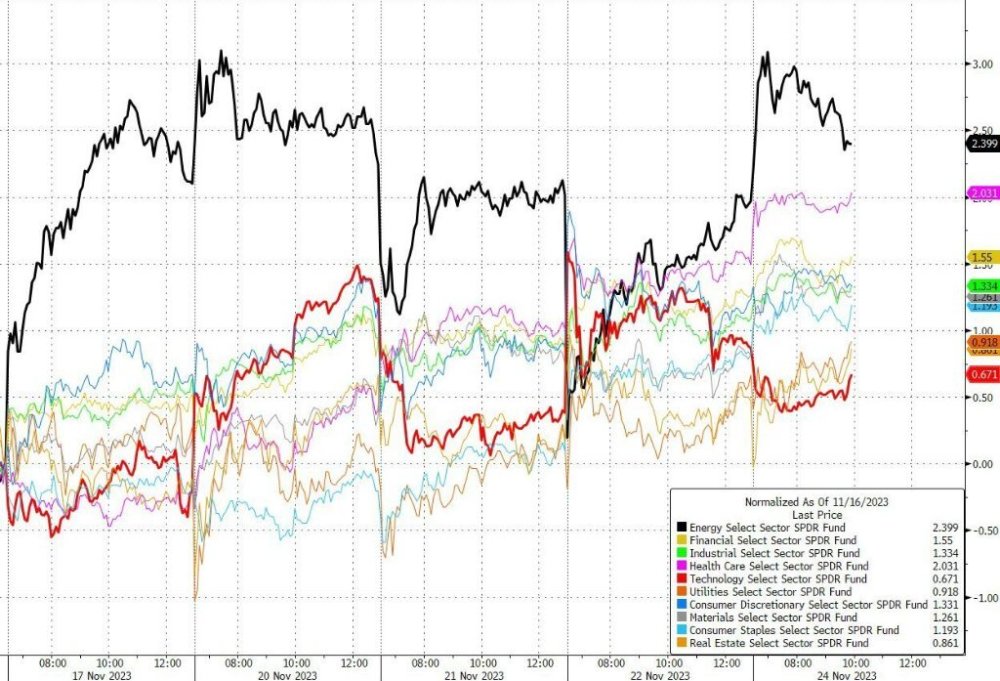 3.00
2.50
2.399
2.031
1.55
1.50
1.334
1.261
1.193
1.00
0.918
0.861
0.671
0.50
0.00
-0.50
-1.00
Normalized As Of 11/16/2023
Last Price
Energy Select Sector SPDR Fund 2.399
Financial Select Sector SPDR Fund 1.55
Industrial Select Sector SPDR Fund 1.334
Health Care Select Sector SPDR Fund 2.031
Technology Select Sector SPDR Fund 0.671
Utilities Select Sector SPDR Fund 0.918
Consumer Discretionary Select Sector SPDR Fund 1.331
Materials Select Sector SPDR Fund 1.261
Consumer Staples Select Sector SPDR Fund 1.193
Real Estate Select Sector SPDR Fund 0.861
08:00 10:00 12:00 08:00 10:00 12:00 08:00 10:00 12:00 08:00 10:00 12:00 08:00 10:00 12:00
17 Nov 2023 20 Nov 2023 21 Nov 2023 22 Nov 2023 24 Nov 2023